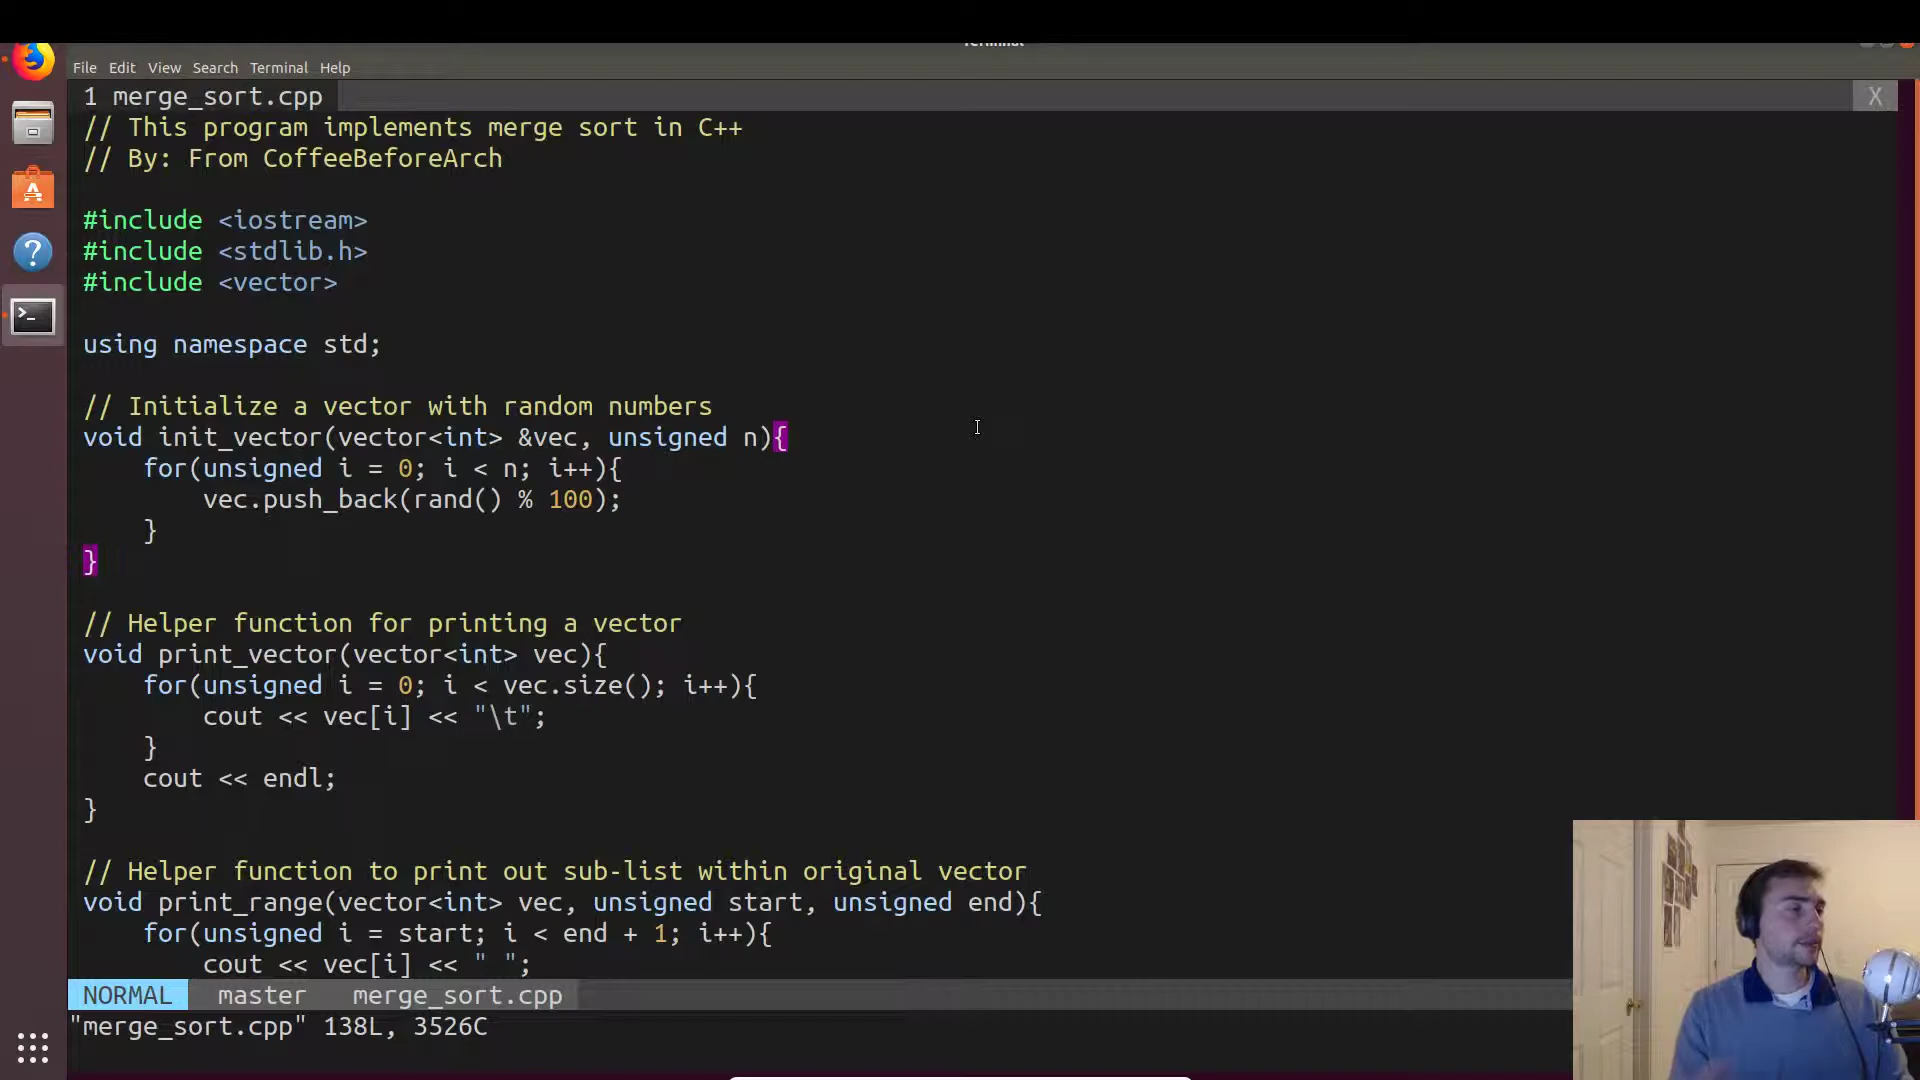 Terminal
File Edit View Search Terminal Help
1 merge_sort.cpp X
// This program implements merge sort in C++
// By: From CoffeeBeforeArch
#include <iostream>
#include <stdlib.h>
#include <vector>
using namespace std;
// Initialize a vector with random numbers
void init_vector(vector<int> &vec, unsigned n){
    for(unsigned i = 0; i < n; i++){
        vec.push_back(rand() % 100);
    }
}
// Helper function for printing a vector
void print_vector(vector<int> vec){
    for(unsigned i = 0; i < vec.size(); i++){
        cout << vec[i] << "\t";
    }
    cout << endl;
}
// Helper function to print out sub-list within original vector
void print_range(vector<int> vec, unsigned start, unsigned end){
    for(unsigned i = start; i < end + 1; i++){
        cout << vec[i] << " ";
NORMAL master merge_sort.cpp
"merge_sort.cpp" 138L, 3526C